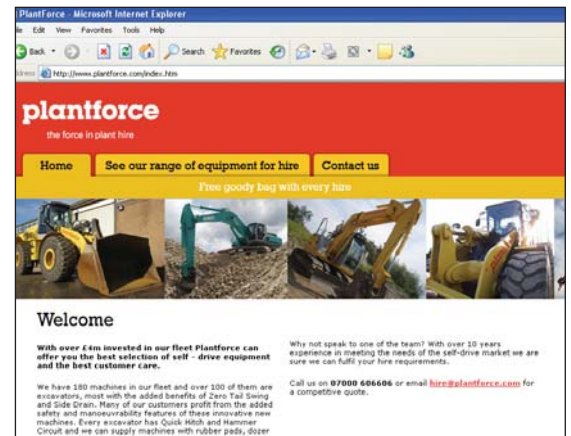 PlantForce - Microsoft Internet Explorer
Edit View Favorites Tools Help
Back Search Favorites
http://www.plantforce.com/index.htm
plantforce
the force in plant hire
Home See our range of equipment for hire Contact us
Free goody bag with every hire
Welcome
With over £4m invested in our fleet Plantforce can
offer you the best selection of self - drive equipment
and the best customer care.
We have 180 machines in our fleet and over 100 of them are
excavators, most with the added benefits of Zero Tail Swing
and Side Drain. Many of our customers profit from the added
safety and manoeuvrability features of these innovative new
machines. Every excavator has Quick Hitch and Hammer
Circuit and we can supply machines with rubber pads, dozer
Why not speak to one of the team? With over 10 years
experience in meeting the needs of the self-drive market we are
sure we can fulfil your hire requirements.
Call us on 07000 606606 or email hire@plantforce.com for
a competitive quote.